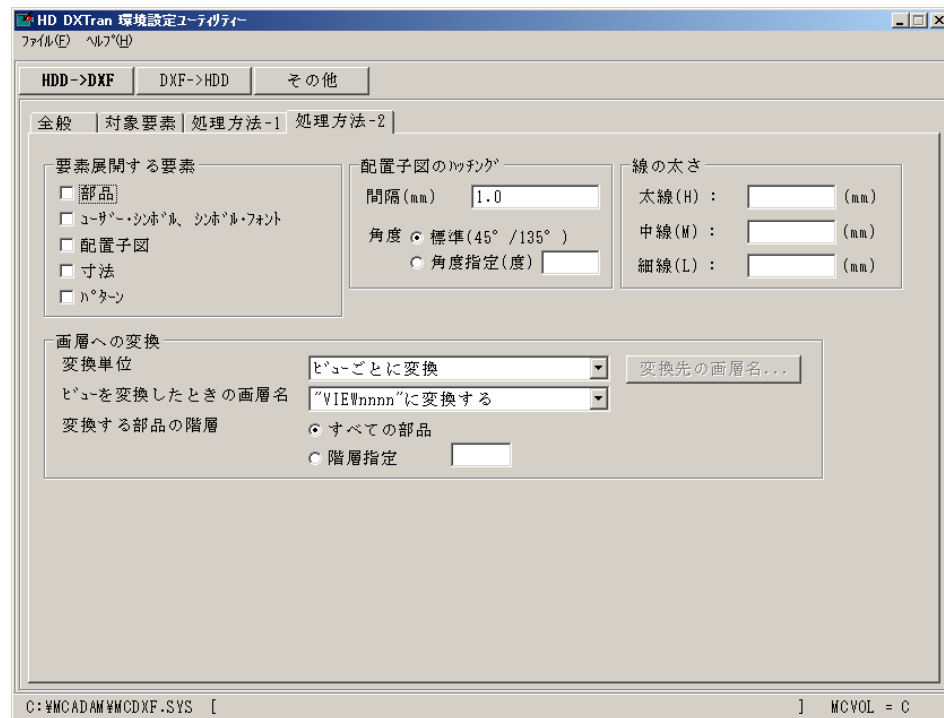 HD DXTran 環境設定ﾕｰﾃｨﾘﾃｨｰ
ﾌｧｲﾙ(F) ﾍﾙﾌﾟ(H)
HDD->DXF DXF->HDD その他
全般 対象要素 処理方法-1 処理方法-2
要素展開する要素
部品
ﾕｰｻﾞｰ・ｼﾝﾎﾞﾙ、ｼﾝﾎﾞﾙ・ﾌｫﾝﾄ
配置子図
寸法
ﾊﾟﾀｰﾝ
配置子図のﾊｯﾁﾝｸﾞ
間隔(mm) 1.0
角度 標準(45°/135°)
角度指定(度)
線の太さ
太線(H) : (mm)
中線(M) : (mm)
細線(L) : (mm)
画層への変換
変換単位 ﾋﾞｭｰごとに変換 変換先の画層名...
ﾋﾞｭｰを変換したときの画層名 "VIEWnnnn"に変換する
変換する部品の階層 すべての部品
階層指定
C:¥MCADAM¥MCDXF.SYS [ ] MCVOL = C